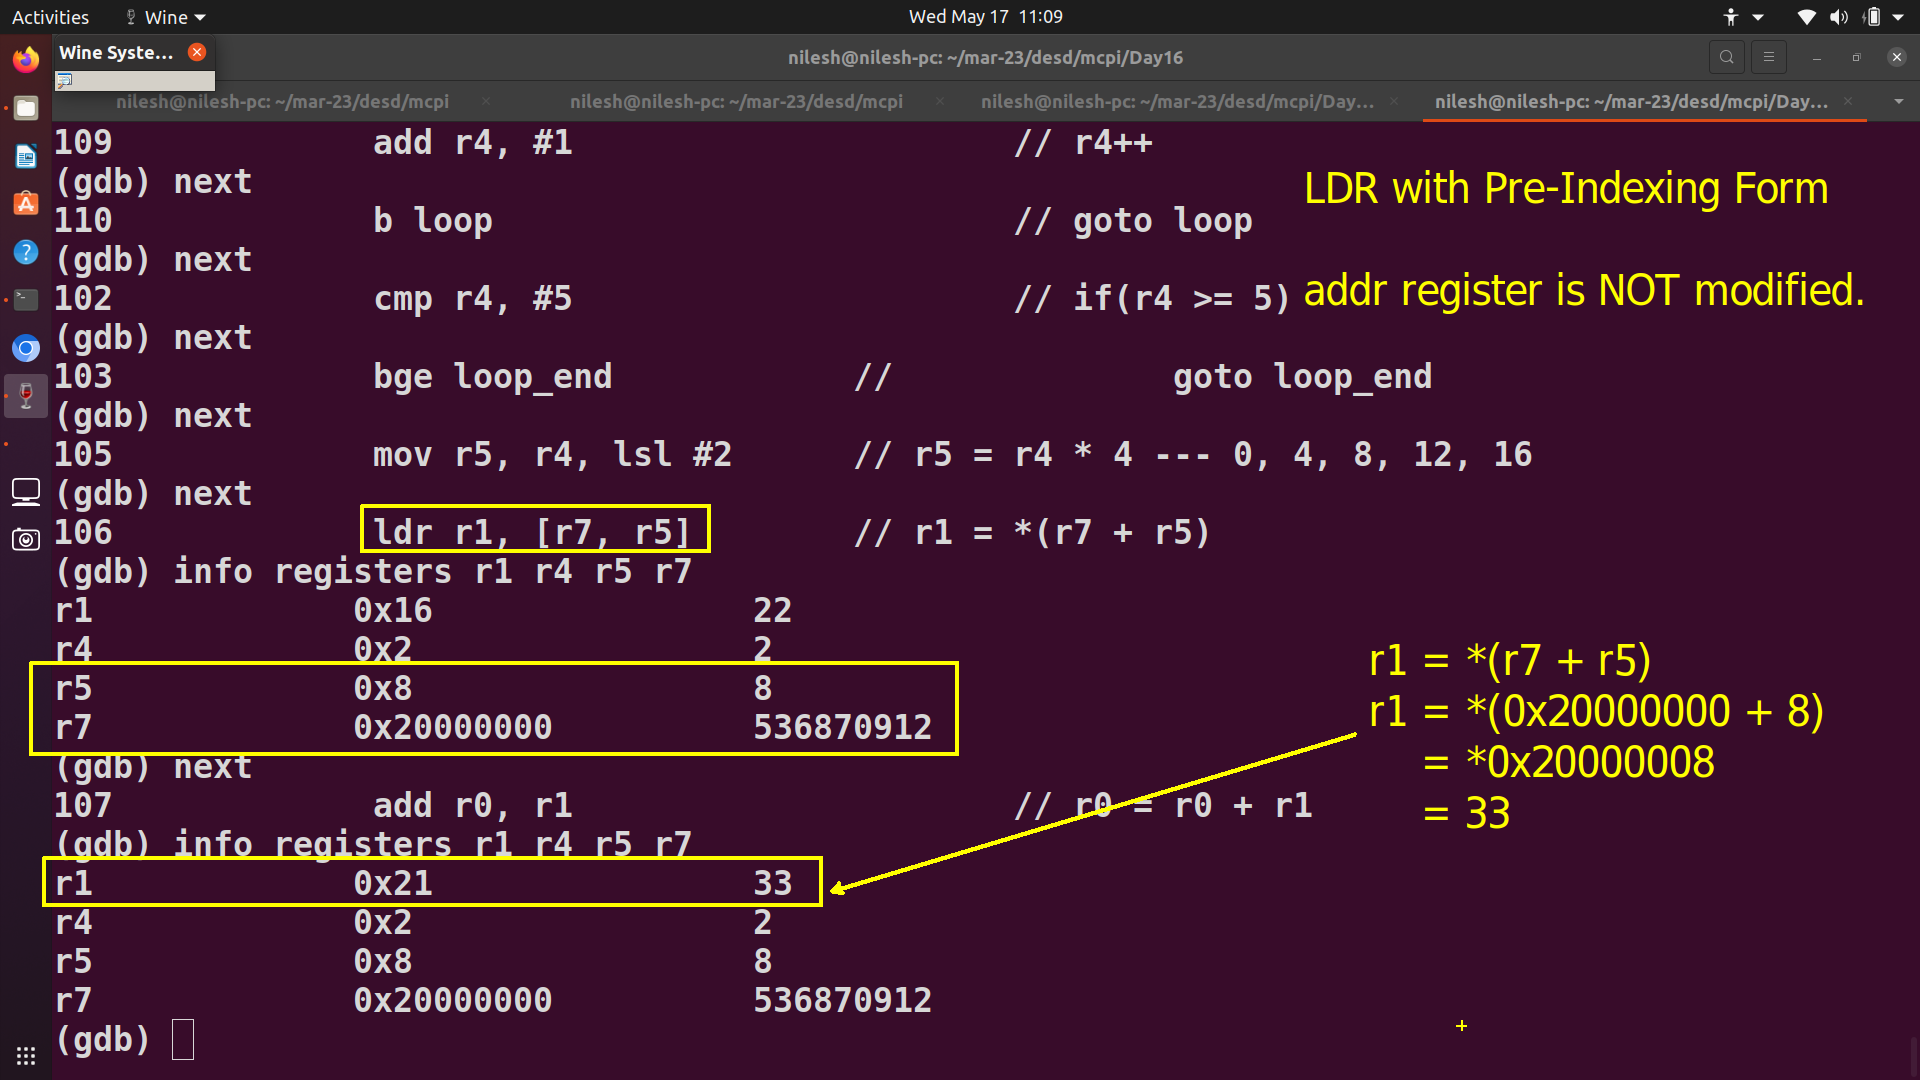 Activities Wine Wed May 17 11:09
Wine Syste...
nilesh@nilesh-pc: ~/mar-23/desd/mcpi/Day16
nilesh@nilesh-pc: ~/mar-23/desd/mcpi × nilesh@nilesh-pc: ~/mar-23/desd/mcpi × nilesh@nilesh-pc: ~/mar-23/desd/mcpi/Day... × nilesh@nilesh-pc: ~/mar-23/desd/mcpi/Day... ×
109 add r4, #1 // r4++
(gdb) next
LDR with Pre-Indexing Form
110 b loop // goto loop
(gdb) next
102 cmp r4, #5 // if(r4 >= 5)
addr register is NOT modified.
(gdb) next
103 bge loop_end // goto loop_end
(gdb) next
105 mov r5, r4, lsl #2 // r5 = r4 * 4 --- 0, 4, 8, 12, 16
(gdb) next
106 ldr r1, [r7, r5] // r1 = *(r7 + r5)
(gdb) info registers r1 r4 r5 r7
r1 0x16 22
r4 0x2 2
r5 0x8 8
r7 0x20000000 536870912
(gdb) next
107 add r0, r1 // r0 = r0 + r1
(gdb) info registers r1 r4 r5 r7
r1 0x21 33
r4 0x2 2
r5 0x8 8
r7 0x20000000 536870912
(gdb)
r1 = *(r7 + r5)
r1 = *(0x20000000 + 8)
= *0x20000008
= 33